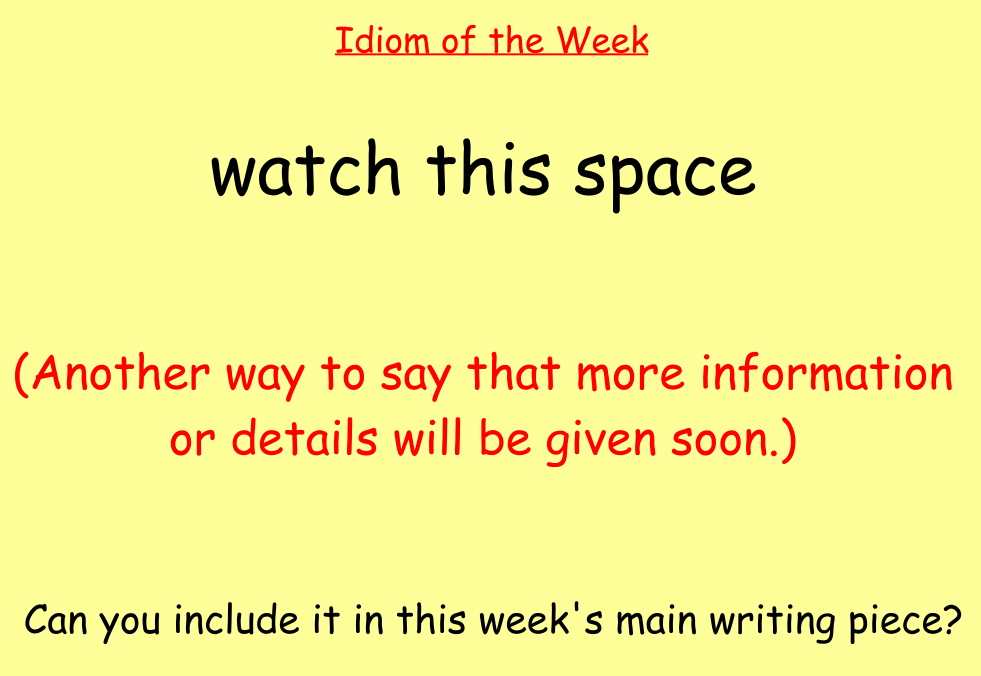 Idiom of the Week
watch this space
(Another way to say that more information
or details will be given soon.)
Can you include it in this week's main writing piece?